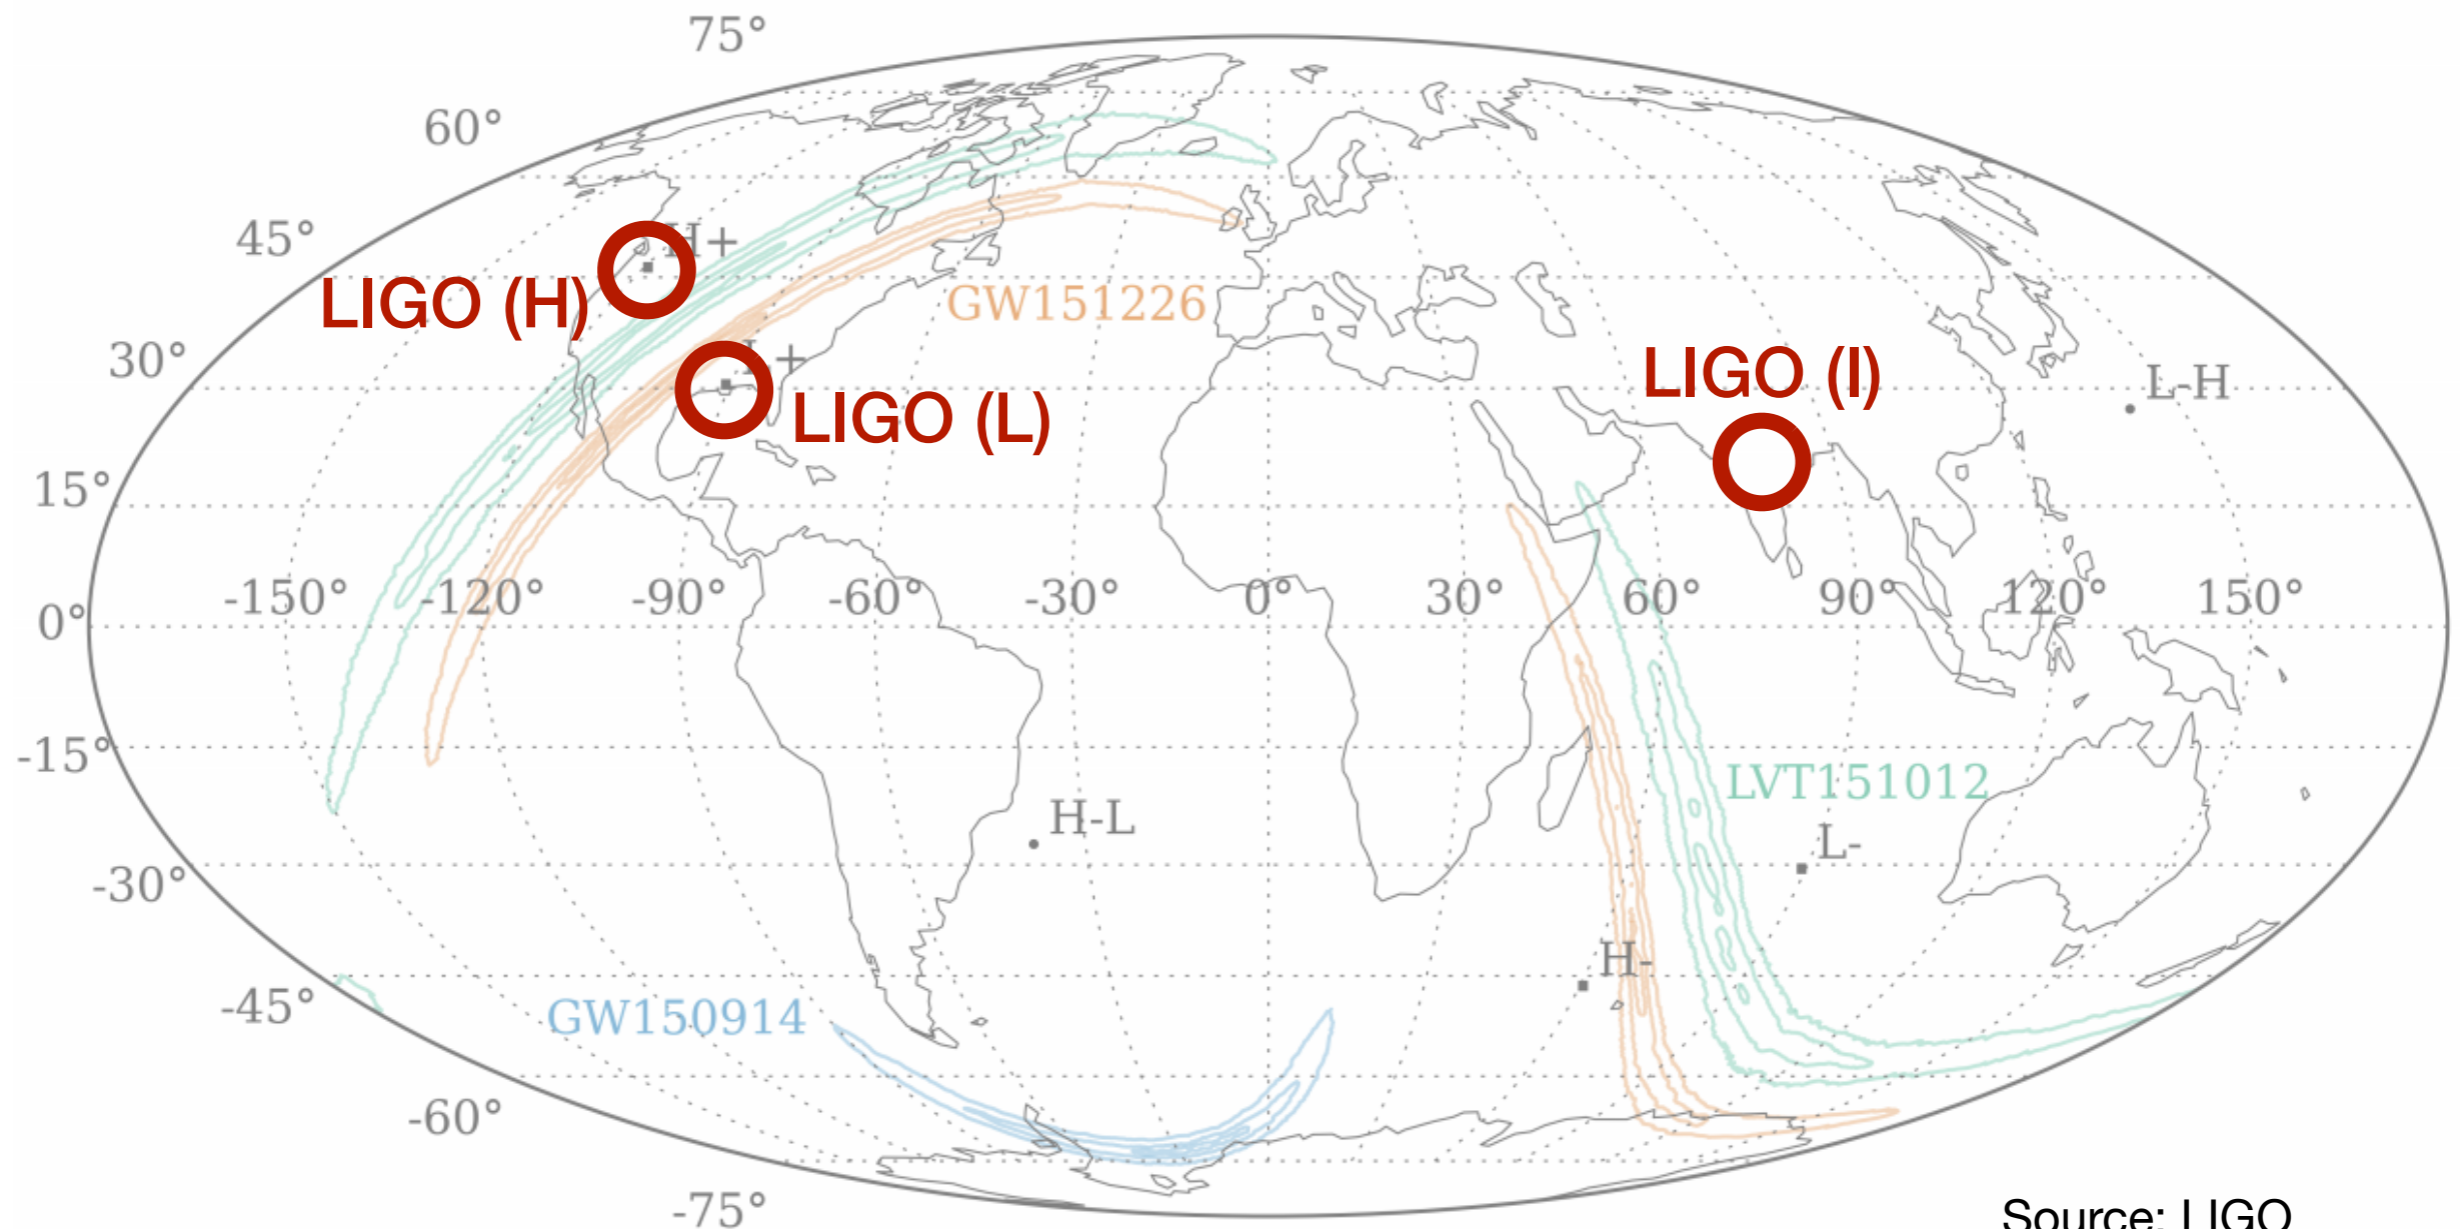 75°
60°
45°
H+
LIGO (H)
GW151226
30°
L+
LIGO (L)
LIGO (I)
L-H
15°
0°
-150°
-120°
-90°
-60°
-30°
0°
30°
60°
90°
120°
150°
-15°
H-L
LVT151012
L-
-30°
H-
-45°
GW150914
-60°
-75°
Source: LIGO